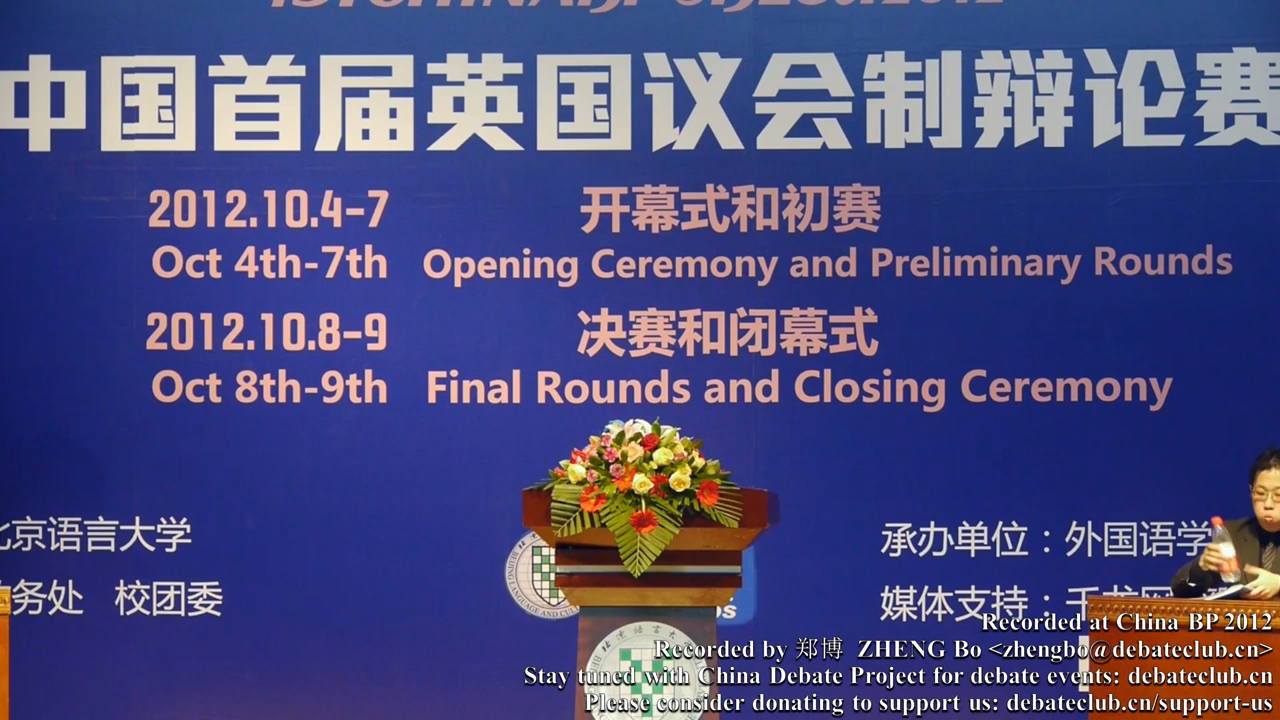 中国首届英国议会制辩论赛
2012.10.4-7 开幕式和初赛
Oct 4th-7th Opening Ceremony and Preliminary Rounds
2012.10.8-9 决赛和闭幕式
Oct 8th-9th Final Rounds and Closing Ceremony
北京语言大学
务处 校团委
承办单位：外国语学
媒体支持：千龙网
Recorded at China BP 2012
Recorded by 郑博 ZHENG Bo <zhengbo@debateclub.cn>
Stay tuned with China Debate Project for debate events: debateclub.cn
Please consider donating to support us: debateclub.cn/support-us